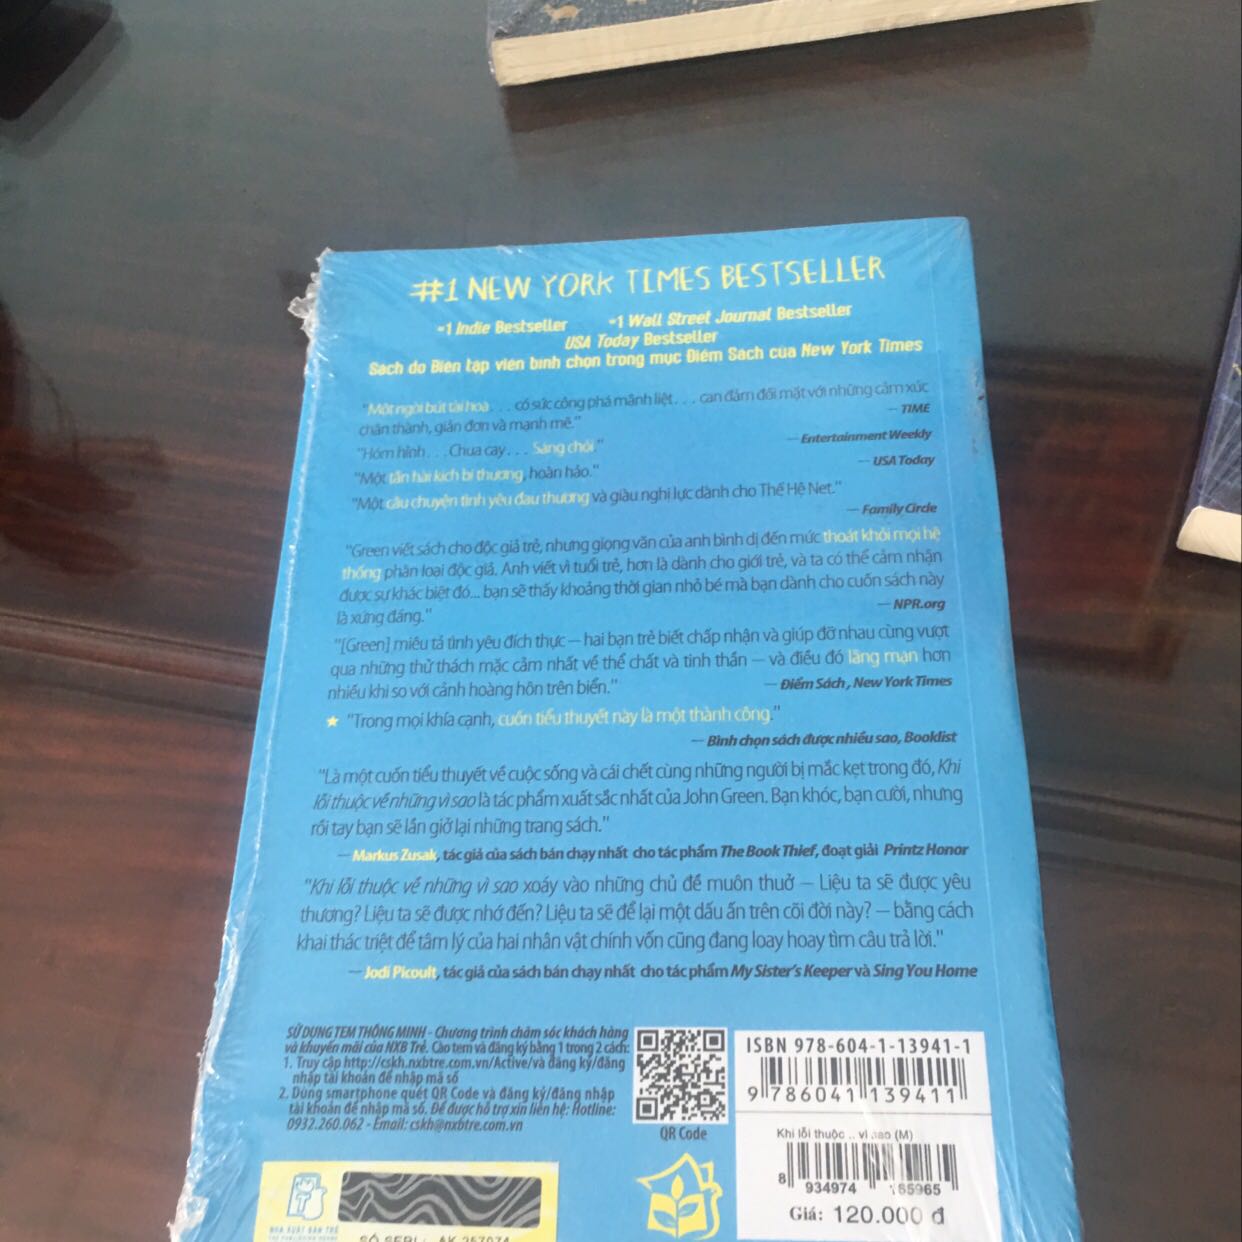 #1 NEW YORK TIMES BESTSELLER
#1 Indie Bestseller #1 Wall Street Journal Bestseller
USA Today Bestseller
Sách do Biên tập viên bình chọn trong mục Điểm Sách của New York Times
"Một ngòi bút tài hoa. . . có sức công phá mãnh liệt. . . can đảm đối mặt với những cảm xúc
chân thành, giản đơn và mạnh mẽ."
— TIME
"Hóm hỉnh. . . Chua cay. . . Sáng chói."
— Entertainment Weekly
"Một tấn hài kịch bi thương, hoàn hảo."
— USA Today
"Một câu chuyện tình yêu đau thương và giàu nghị lực dành cho Thế Hệ Net."
— Family Circle
"Green viết sách cho độc giả trẻ, nhưng giọng văn của anh bình dị đến mức thoát khỏi mọi hệ
thống phân loại độc giả. Anh viết vì tuổi trẻ, hơn là dành cho giới trẻ, và ta có thể cảm nhận
được sự khác biệt đó... bạn sẽ thấy khoảng thời gian nhỏ bé mà bạn dành cho cuốn sách này
là xứng đáng."
— NPR.org
"[Green] miêu tả tình yêu đích thực – hai bạn trẻ biết chấp nhận và giúp đỡ nhau cùng vượt
qua những thử thách mặc cảm nhất về thể chất và tinh thần – và điều đó lãng mạn hơn
nhiều khi so với cảnh hoàng hôn trên biển."
— Điểm Sách, New York Times
"Trong mọi khía cạnh, cuốn tiểu thuyết này là một thành công."
— Bình chọn sách được nhiều sao, Booklist
"Là một cuốn tiểu thuyết về cuộc sống và cái chết cùng những người bị mắc kẹt trong đó, Khi
lỗi thuộc về những vì sao là tác phẩm xuất sắc nhất của John Green. Bạn khóc, bạn cười, nhưng
rồi tay bạn sẽ lần giở lại những trang sách."
— Markus Zusak, tác giả của sách bán chạy nhất cho tác phẩm The Book Thief, đoạt giải Printz Honor
"Khi lỗi thuộc về những vì sao xoáy vào những chủ đề muôn thuở – Liệu ta sẽ được yêu
thương? Liệu ta sẽ được nhớ đến? Liệu ta sẽ để lại một dấu ấn trên cõi đời này? – bằng cách
khai thác triệt để tâm lý của hai nhân vật chính vốn cũng đang loay hoay tìm câu trả lời."
— Jodi Picoult, tác giả của sách bán chạy nhất cho tác phẩm My Sister's Keeper và Sing You Home
SỬ DỤNG TEM THÔNG MINH - Chương trình chăm sóc khách hàng
và khuyến mãi của NXB Trẻ. Cào tem và đăng ký bằng 1 trong 2 cách:
1. Truy cập http://cskh.nxbtre.com.vn/Active/và đăng ký/đăng
nhập tài khoản để nhập mã số
2. Dùng smartphone quét QR Code và đăng ký/đăng nhập
tài khoản để nhập mã số. Để được hỗ trợ xin liên hệ: Hotline:
0932.260.062 - Email: cskh@nxbtre.com.vn
QR Code
ISBN 978-604-1-13941-1
9 786041 139411
Khi lỗi thuộc .. vì sao (M)
8 934974 165965
Giá: 120.000 đ
NHÀ XUẤT BẢN TRẺ
SỐ SERI: AK 257074